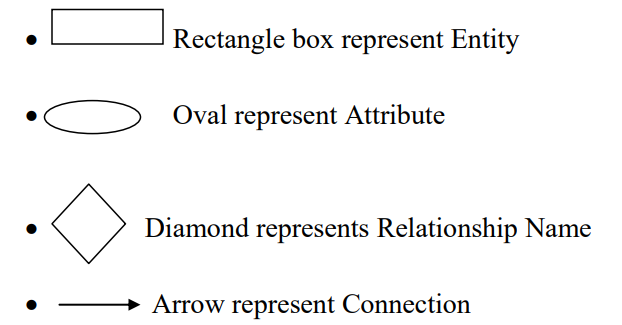 Rectangle box represent Entity
Oval represent Attribute
Diamond represents Relationship Name
Arrow represent Connection